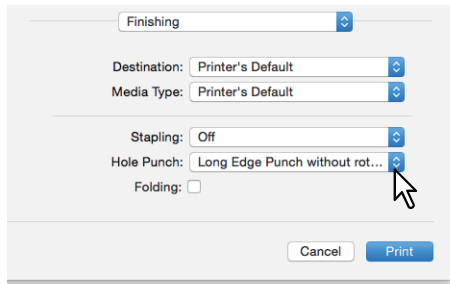 Finishing
Destination: Printer's Default
Media Type: Printer's Default
Stapling: Off
Hole Punch: Long Edge Punch without rot...
Folding:
Cancel Print